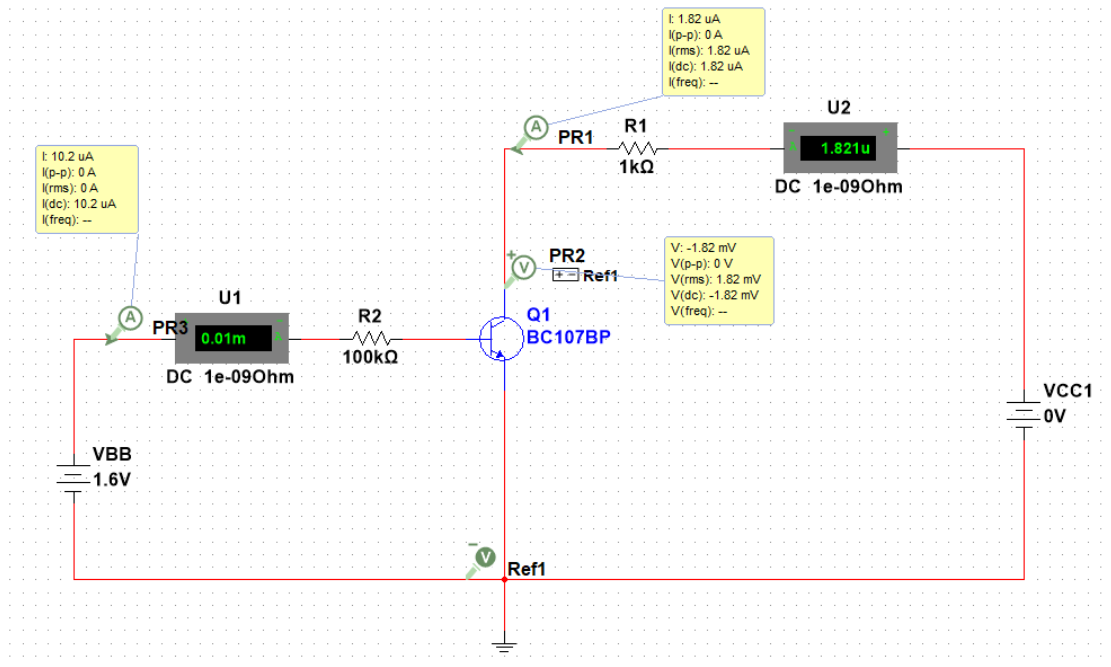 I: 1.82 uA
I(p-p): 0 A
I(rms): 1.82 uA
I(dc): 1.82 uA
I(freq): --
U2
A
PR1
R1
1kΩ
- +
A
1.821u
DC 1e-09Ohm
I: 10.2 uA
I(p-p): 0 A
I(rms): 0 A
I(dc): 10.2 uA
I(freq): --
V: -1.82 mV
V(p-p): 0 V
V(rms): 1.82 mV
V(dc): -1.82 mV
V(freq): --
+
V
PR2
+ - Ref1
U1
A
PR3
0.01m
A
DC 1e-09Ohm
R2
100kΩ
Q1
BC107BP
VCC1
0V
VBB
1.6V
-
V
Ref1